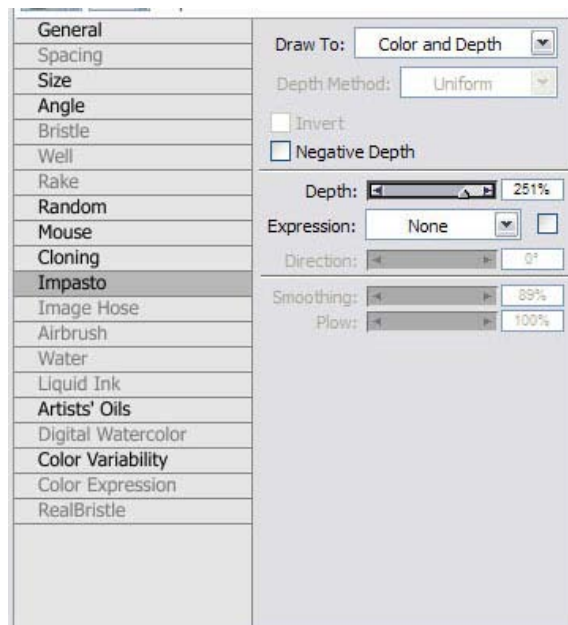 General
Spacing
Size
Angle
Bristle
Well
Rake
Random
Mouse
Cloning
Impasto
Image Hose
Airbrush
Water
Liquid Ink
Artists' Oils
Digital Watercolor
Color Variability
Color Expression
RealBristle
Draw To: Color and Depth
Depth Method: Uniform
Invert
Negative Depth
Depth: 251%
Expression: None
Direction: 0°
Smoothing: 89%
Plow: 100%